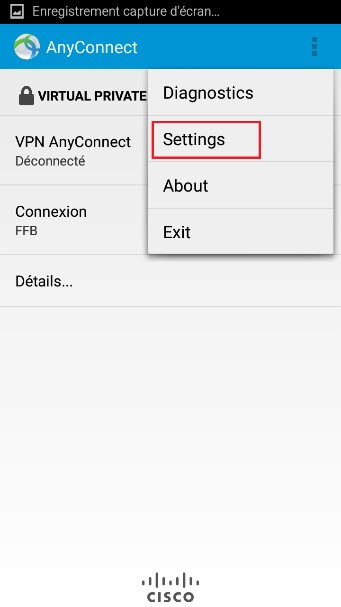 Enregistrement capture d'écran...
AnyConnect
VIRTUAL PRIVATE
Diagnostics
VPN AnyConnect
Déconnecté
Settings
About
Connexion
FFB
Exit
Détails...
CISCO